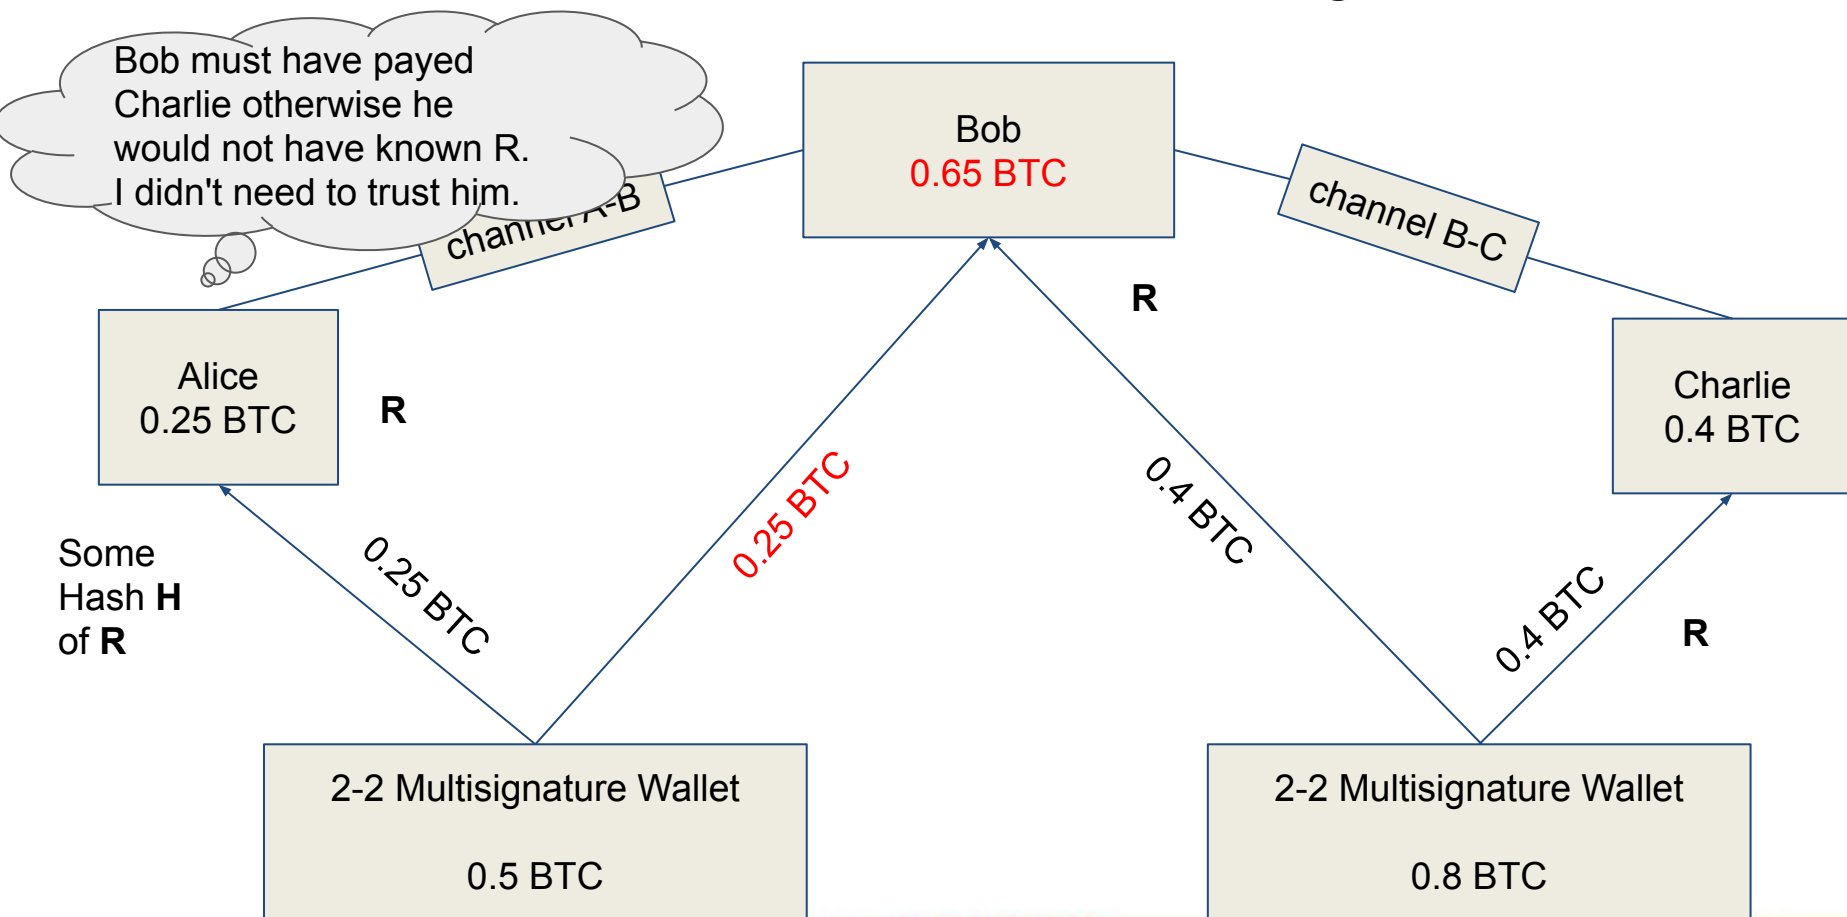 Bob must have payed
Charlie otherwise he
would not have known R.
I didn't need to trust him.
Bob
0.65 BTC
channel A-B
channel B-C
R
Alice
0.25 BTC
R
Charlie
0.4 BTC
Some
Hash H
of R
0.25 BTC
0.25 BTC
0.4 BTC
0.4 BTC
R
2-2 Multisignature Wallet
0.5 BTC
2-2 Multisignature Wallet
0.8 BTC